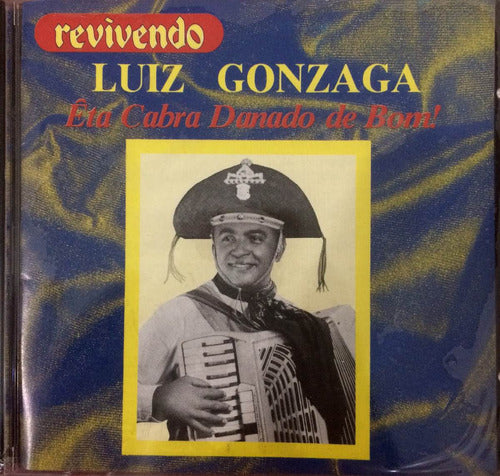 revivendo
LUIZ GONZAGA
Êta Cabra Danado de Bom!